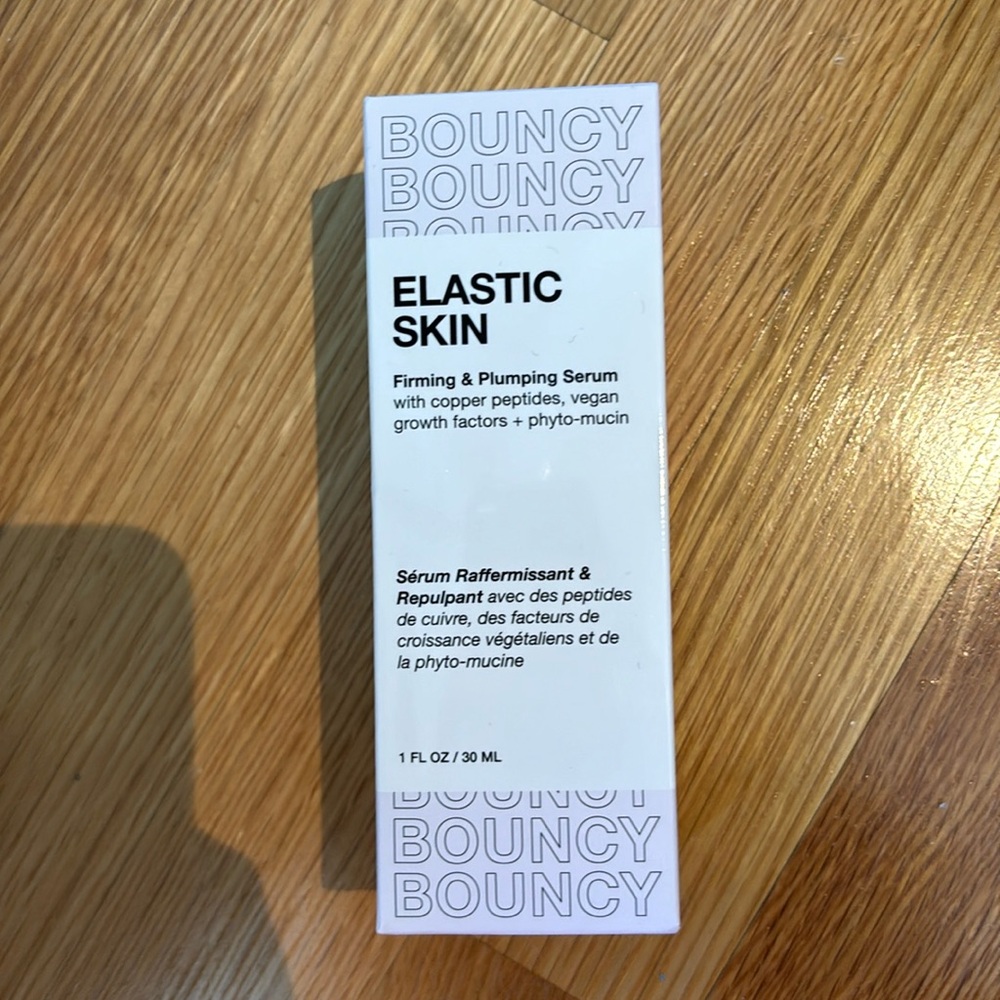 BOUNCY
BOUNCY
BOUNCY
ELASTIC
SKIN
Firming & Plumping Serum
with copper peptides, vegan
growth factors + phyto-mucin
Sérum Raffermissant &
Repulpant avec des peptides
de cuivre, des facteurs de
croissance végétaliens et de
la phyto-mucine
1 FL OZ / 30 ML
BOUNCY
BOUNCY
BOUNCY